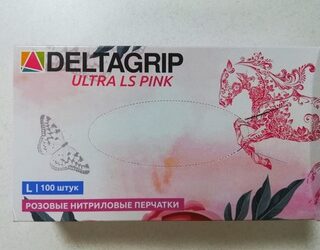 DELTAGRIP
ULTRA LS PINK
L | 100 штук
РОЗОВЫЕ НИТРИЛОВЫЕ ПЕРЧАТКИ